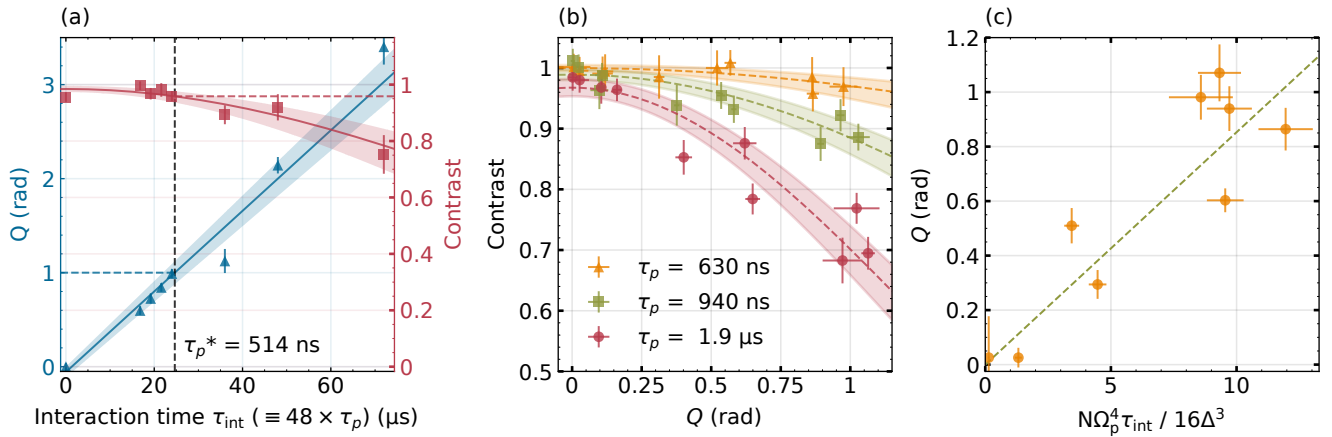 (a)
3
2
1
0
Q (rad)
1
0.8
0.6
0.4
0.2
0
Contrast
τₚ* = 514 ns
0 20 40 60
Interaction time τ_int ( ≡ 48 × τₚ) (μs)
(b)
1
0.9
0.8
0.7
0.6
0.5
Contrast
τₚ = 630 ns
τₚ = 940 ns
τₚ = 1.9 μs
0 0.25 0.5 0.75 1
Q (rad)
(c)
1.2
1
0.8
0.6
0.4
0.2
0
Q (rad)
0 5 10
NΩₚ⁴τ_int / 16Δ³